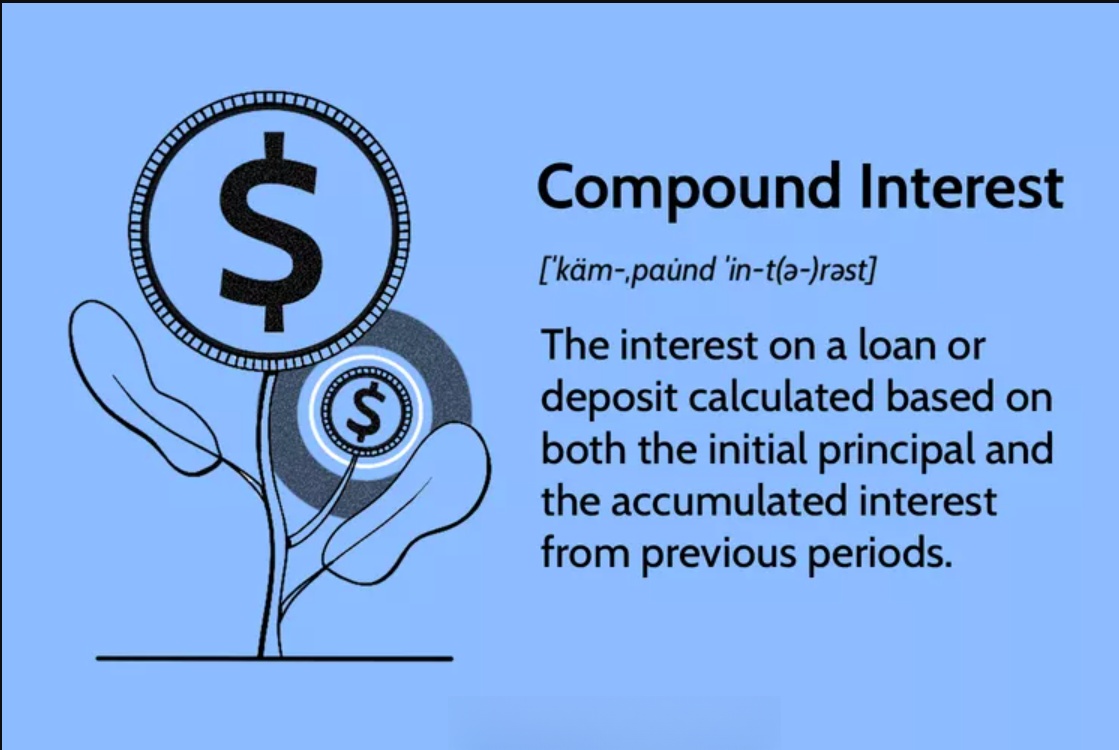 $
$
Compound Interest
[ˈkäm-ˌpau̇nd ˈin-t(ə-)rəst]
The interest on a loan or
deposit calculated based on
both the initial principal and
the accumulated interest
from previous periods.